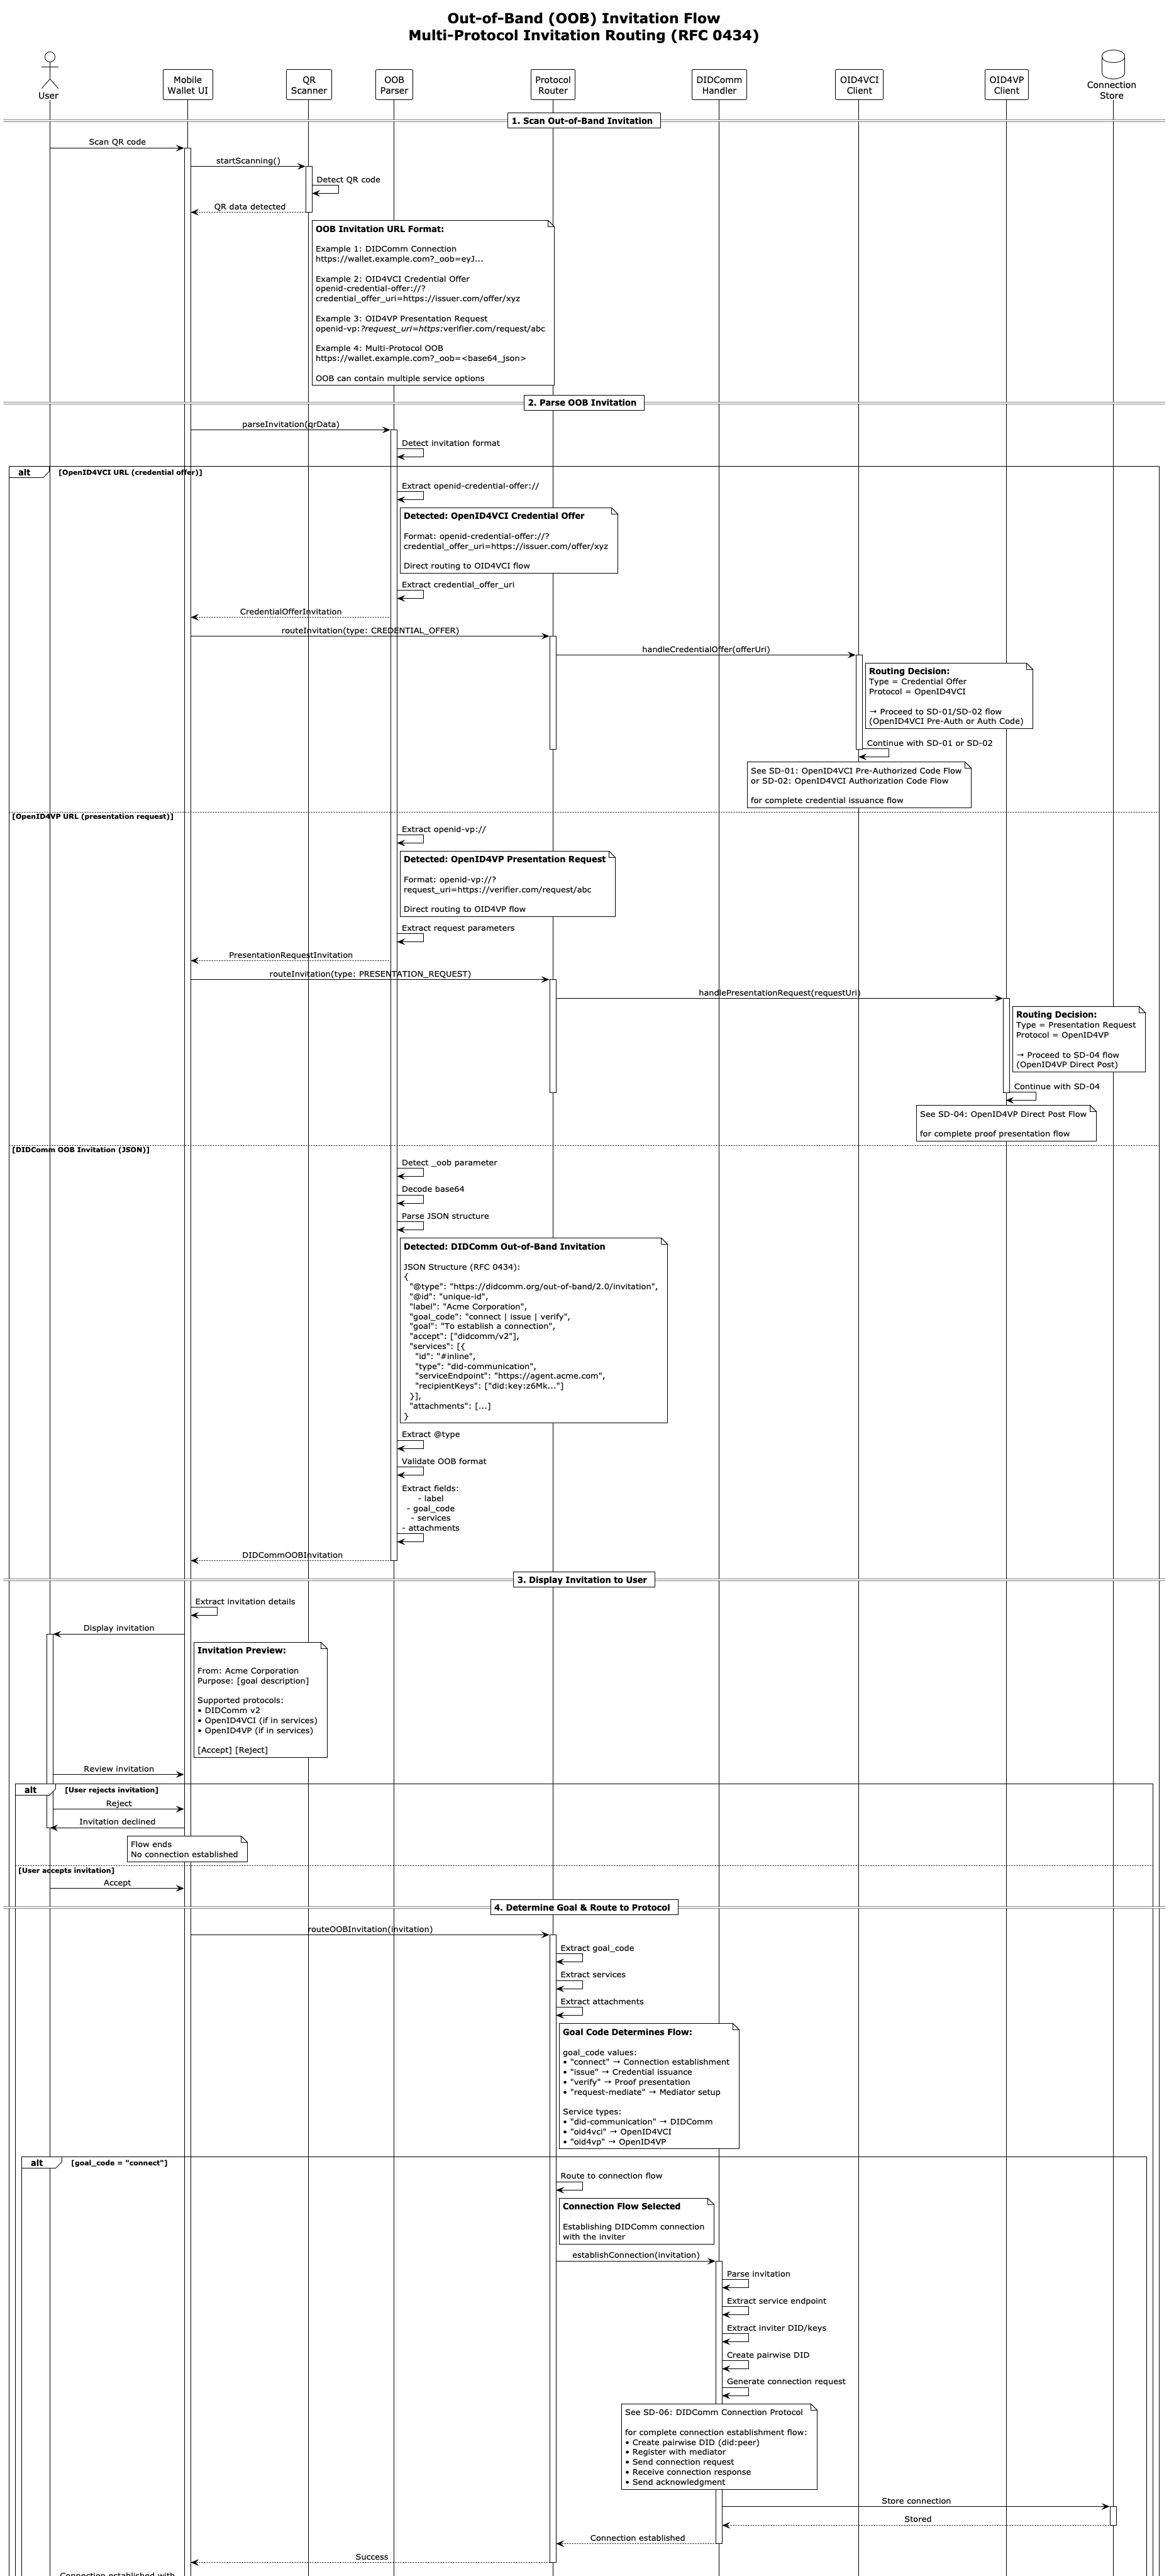 Out-of-Band (OOB) Invitation Flow
Multi-Protocol Invitation Routing (RFC 0434)
User
Mobile
Wallet UI
QR
Scanner
OOB
Parser
Protocol
Router
DIDComm
Handler
OID4VCI
Client
OID4VP
Client
Connection
Store
1. Scan Out-of-Band Invitation
Scan QR code
startScanning()
Detect QR code
QR data detected
OOB Invitation URL Format:
Example 1: DIDComm Connection
https://wallet.example.com?_oob=eyJ...
Example 2: OID4VCI Credential Offer
openid-credential-offer://?
credential_offer_uri=https://issuer.com/offer/xyz
Example 3: OID4VP Presentation Request
openid-vp:?request_uri=https:verifier.com/request/abc
Example 4: Multi-Protocol OOB
https://wallet.example.com?_oob=<base64_json>
OOB can contain multiple service options
2. Parse OOB Invitation
parseInvitation(qrData)
Detect invitation format
alt
[OpenID4VCI URL (credential offer)]
Extract openid-credential-offer://
Detected: OpenID4VCI Credential Offer
Format: openid-credential-offer://?
credential_offer_uri=https://issuer.com/offer/xyz
Direct routing to OID4VCI flow
Extract credential_offer_uri
CredentialOfferInvitation
routeInvitation(type: CREDENTIAL_OFFER)
handleCredentialOffer(offerUri)
Routing Decision:
Type = Credential Offer
Protocol = OpenID4VCI
→ Proceed to SD-01/SD-02 flow
(OpenID4VCI Pre-Auth or Auth Code)
Continue with SD-01 or SD-02
See SD-01: OpenID4VCI Pre-Authorized Code Flow
or SD-02: OpenID4VCI Authorization Code Flow
for complete credential issuance flow
[OpenID4VP URL (presentation request)]
Extract openid-vp://
Detected: OpenID4VP Presentation Request
Format: openid-vp://?
request_uri=https://verifier.com/request/abc
Direct routing to OID4VP flow
Extract request parameters
PresentationRequestInvitation
routeInvitation(type: PRESENTATION_REQUEST)
handlePresentationRequest(requestUri)
Routing Decision:
Type = Presentation Request
Protocol = OpenID4VP
→ Proceed to SD-04 flow
(OpenID4VP Direct Post)
Continue with SD-04
See SD-04: OpenID4VP Direct Post Flow
for complete proof presentation flow
[DIDComm OOB Invitation (JSON)]
Detect _oob parameter
Decode base64
Parse JSON structure
Detected: DIDComm Out-of-Band Invitation
JSON Structure (RFC 0434):
{
"@type": "https://didcomm.org/out-of-band/2.0/invitation",
"@id": "unique-id",
"label": "Acme Corporation",
"goal_code": "connect | issue | verify",
"goal": "To establish a connection",
"accept": ["didcomm/v2"],
"services": [{
"id": "#inline",
"type": "did-communication",
"serviceEndpoint": "https://agent.acme.com",
"recipientKeys": ["did:key:z6Mk..."]
}],
"attachments": [...]
}
Extract @type
Validate OOB format
Extract fields:
- label
- goal_code
- services
- attachments
DIDCommOOBInvitation
3. Display Invitation to User
Extract invitation details
Display invitation
Invitation Preview:
From: Acme Corporation
Purpose: [goal description]
Supported protocols:
• DIDComm v2
• OpenID4VCI (if in services)
• OpenID4VP (if in services)
[Accept] [Reject]
Review invitation
alt
[User rejects invitation]
Reject
Invitation declined
Flow ends
No connection established
[User accepts invitation]
Accept
4. Determine Goal & Route to Protocol
routeOOBInvitation(invitation)
Extract goal_code
Extract services
Extract attachments
Goal Code Determines Flow:
goal_code values:
• "connect" → Connection establishment
• "issue" → Credential issuance
• "verify" → Proof presentation
• "request-mediate" → Mediator setup
Service types:
• "did-communication" → DIDComm
• "oid4vci" → OpenID4VCI
• "oid4vp" → OpenID4VP
alt
[goal_code = "connect"]
Route to connection flow
Connection Flow Selected
Establishing DIDComm connection
with the inviter
establishConnection(invitation)
Parse invitation
Extract service endpoint
Extract inviter DID/keys
Create pairwise DID
Generate connection request
See SD-06: DIDComm Connection Protocol
for complete connection establishment flow:
• Create pairwise DID (did:peer)
• Register with mediator
• Send connection request
• Receive connection response
• Send acknowledgment
Store connection
Stored
Connection established
Success
Connection established with